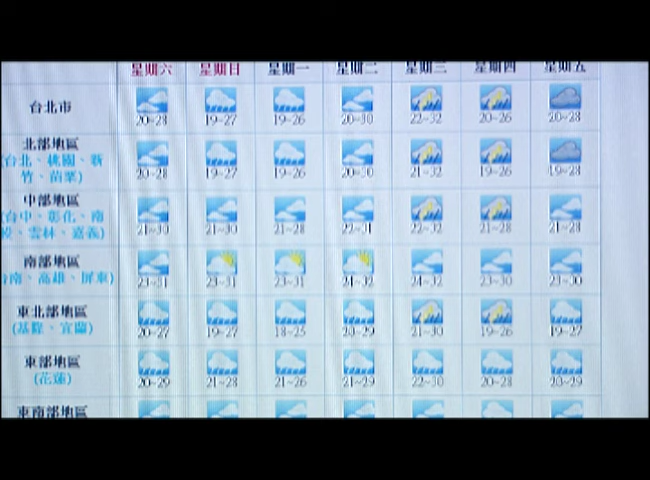 星期六 星期日 星期一 星期二 星期三 星期四 星期五
台北市
20~28 19~27 19~26 20~30 22~32 20~26 20~28
北部地區
(台北、桃園、新
竹、苗栗)
20~28 19~27 19~26 20~30 21~32 19~26 19~28
中部地區
(台中、彰化、南
投、雲林、嘉義)
21~30 21~30 21~28 22~31 22~32 21~28 21~28
南部地區
台南、高雄、屏東)
23~31 23~31 23~31 24~32 24~32 23~30 23~30
東北部地區
(基隆、宜蘭)
20~27 19~27 18~25 20~29 21~30 19~26 19~27
東部地區
(花蓮)
20~29 21~28 21~26 21~29 22~30 20~28 20~29
東南部地區